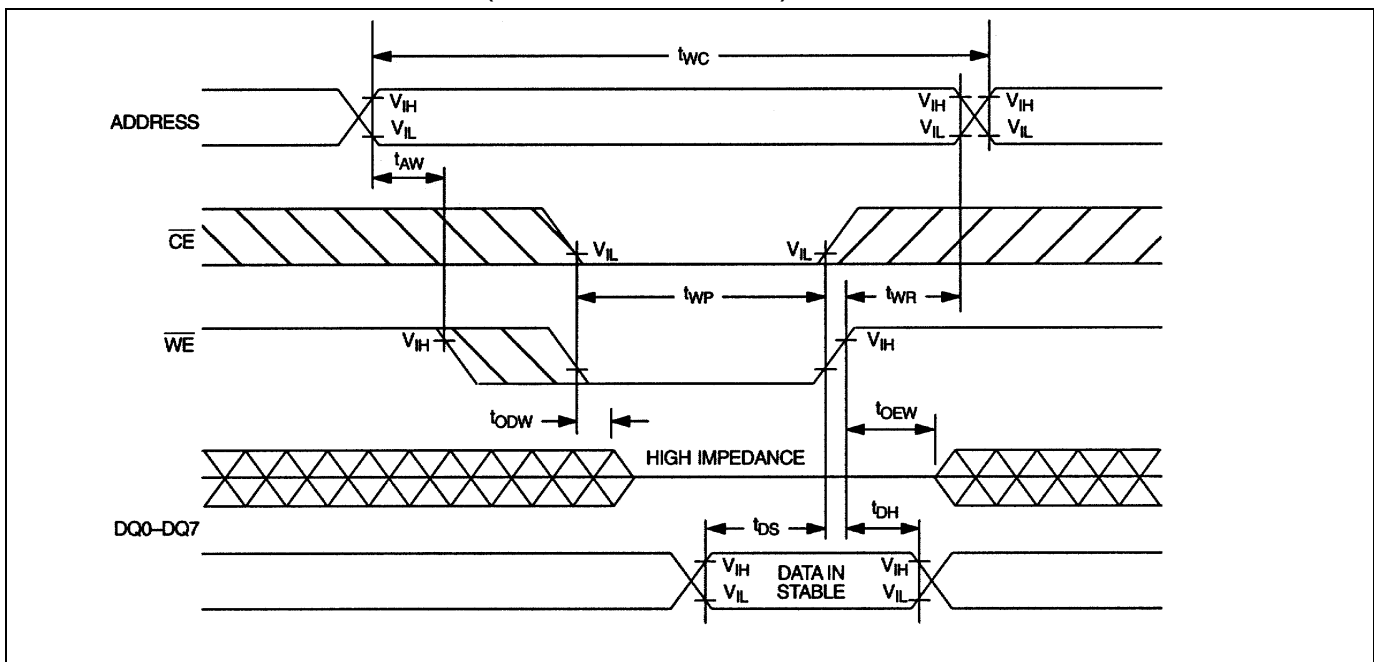 tWC
ADDRESS
VIH
VIL
VIH
VIL
VIH
VIL
tAW
CE
VIL
VIL
tWP
tWR
WE
VIH
VIH
tODW
tOEW
HIGH IMPEDANCE
DQ0–DQ7
tDS
tDH
VIH
VIL
DATA IN
STABLE
VIH
VIL